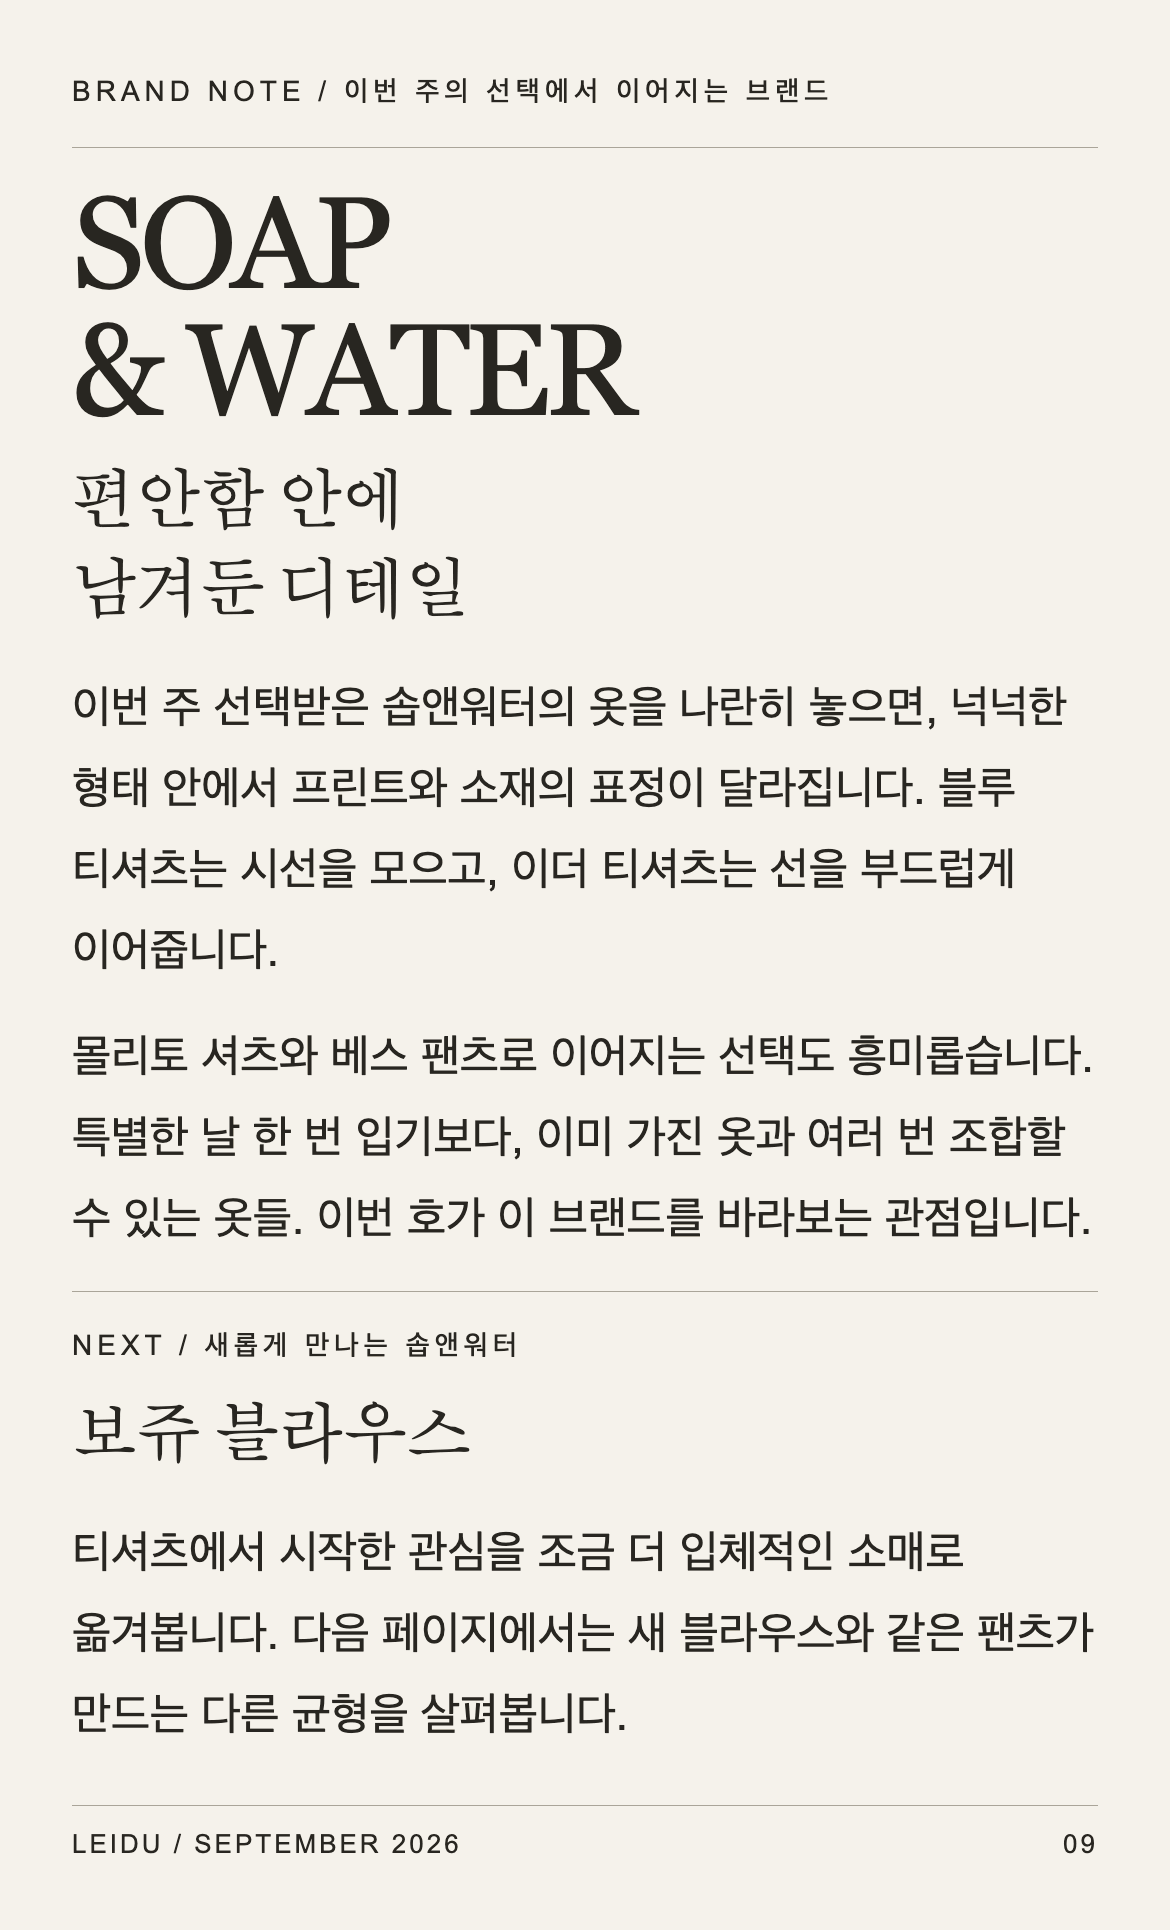 BRAND NOTE / 이번 주의 선택에서 이어지는 브랜드
SOAP
& WATER
편안함 안에
남겨둔 디테일
이번 주 선택받은 솝앤워터의 옷을 나란히 놓으면, 넉넉한
형태 안에서 프린트와 소재의 표정이 달라집니다. 블루
티셔츠는 시선을 모으고, 이더 티셔츠는 선을 부드럽게
이어줍니다.
몰리토 셔츠와 베스 팬츠로 이어지는 선택도 흥미롭습니다.
특별한 날 한 번 입기보다, 이미 가진 옷과 여러 번 조합할
수 있는 옷들. 이번 호가 이 브랜드를 바라보는 관점입니다.
NEXT / 새롭게 만나는 솝앤워터
보쥬 블라우스
티셔츠에서 시작한 관심을 조금 더 입체적인 소매로
옮겨봅니다. 다음 페이지에서는 새 블라우스와 같은 팬츠가
만드는 다른 균형을 살펴봅니다.
LEIDU / SEPTEMBER 2026
09